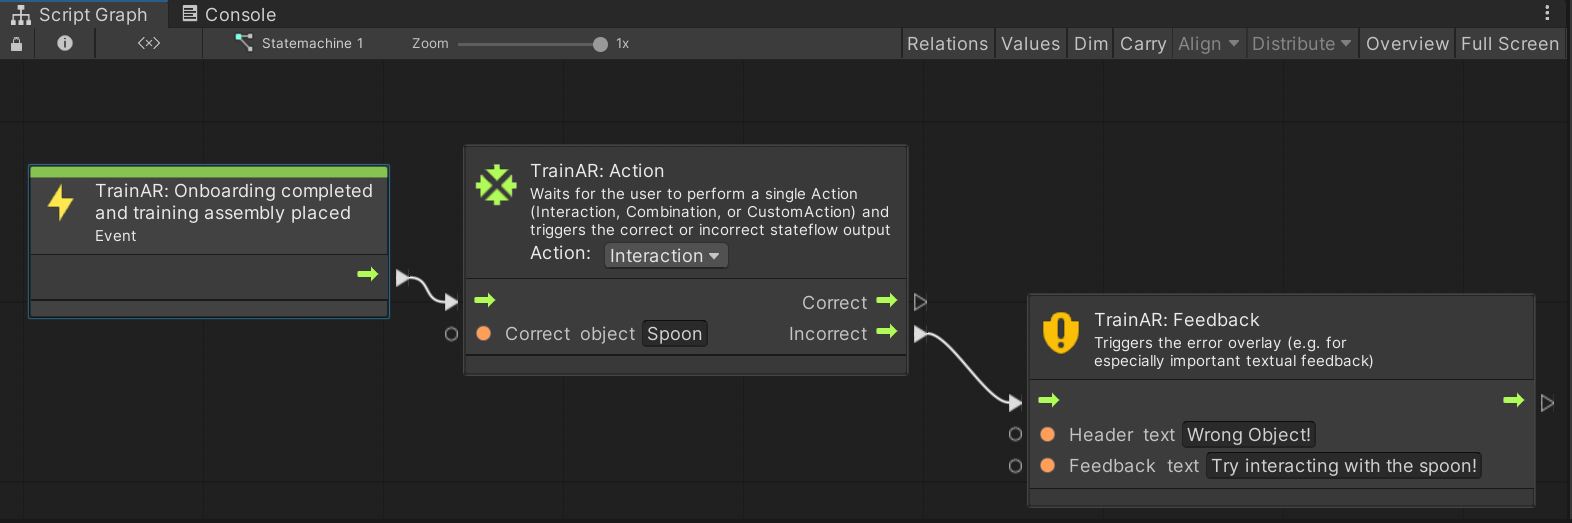 Script Graph
Console
<×>
Statemachine 1
Zoom
1x
Relations
Values
Dim
Carry
Align
Distribute
Overview
Full Screen
TrainAR: Onboarding completed
and training assembly placed
Event
TrainAR: Action
Waits for the user to perform a single Action
(Interaction, Combination, or CustomAction) and
triggers the correct or incorrect stateflow output
Action: Interaction
Correct
Correct object Spoon
Incorrect
TrainAR: Feedback
Triggers the error overlay (e.g. for
especially important textual feedback)
Header text Wrong Object!
Feedback text Try interacting with the spoon!